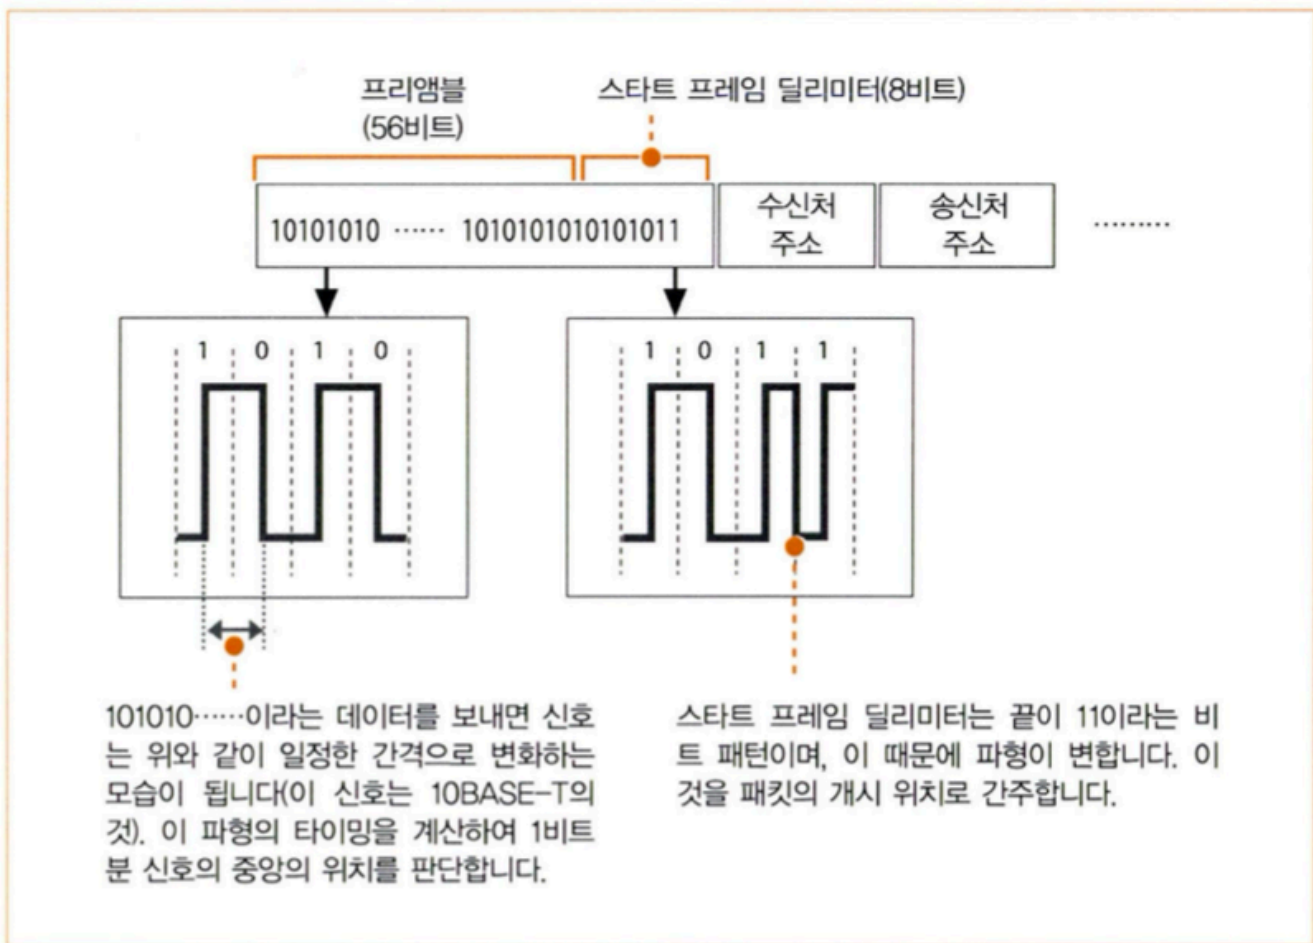 프리앰블
(56비트)
스타트 프레임 딜리미터(8비트)
10101010 …… 1010101010101011
수신처
주소
송신처
주소
………
1 0 1 0
1 0 1 1
101010……이라는 데이터를 보내면 신호
는 위와 같이 일정한 간격으로 변화하는
모습이 됩니다(이 신호는 10BASE-T의
것). 이 파형의 타이밍을 계산하여 1비트
분 신호의 중앙의 위치를 판단합니다.
스타트 프레임 딜리미터는 끝이 11이라는 비
트 패턴이며, 이 때문에 파형이 변합니다. 이
것을 패킷의 개시 위치로 간주합니다.